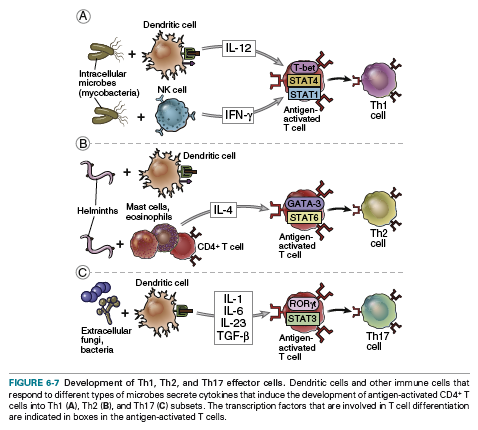 A
Dendritic cell
IL-12
Intracellular
microbes
(mycobacteria)
NK cell
IFN-γ
T-bet
STAT4
STAT1
Antigen-
activated
T cell
Th1
cell
B
Dendritic cell
Helminths
Mast cells,
eosinophils
CD4+ T cell
IL-4
GATA-3
STAT6
Antigen-
activated
T cell
Th2
cell
C
Dendritic cell
Extracellular
fungi,
bacteria
IL-1
IL-6
IL-23
TGF-β
RORγt
STAT3
Antigen-
activated
T cell
Th17
cell
FIGURE 6-7 Development of Th1, Th2, and Th17 effector cells. Dendritic cells and other immune cells that
respond to different types of microbes secrete cytokines that induce the development of antigen-activated CD4+ T
cells into Th1 (A), Th2 (B), and Th17 (C) subsets. The transcription factors that are involved in T cell differentiation
are indicated in boxes in the antigen-activated T cells.